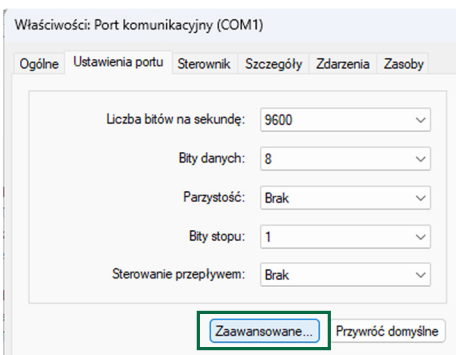 Właściwości: Port komunikacyjny (COM1)
Ogólne Ustawienia portu Sterownik Szczegóły Zdarzenia Zasoby
Liczba bitów na sekundę: 9600
Bity danych: 8
Parzystość: Brak
Bity stopu: 1
Sterowanie przepływem: Brak
Zaawansowane... Przywróć domyślne